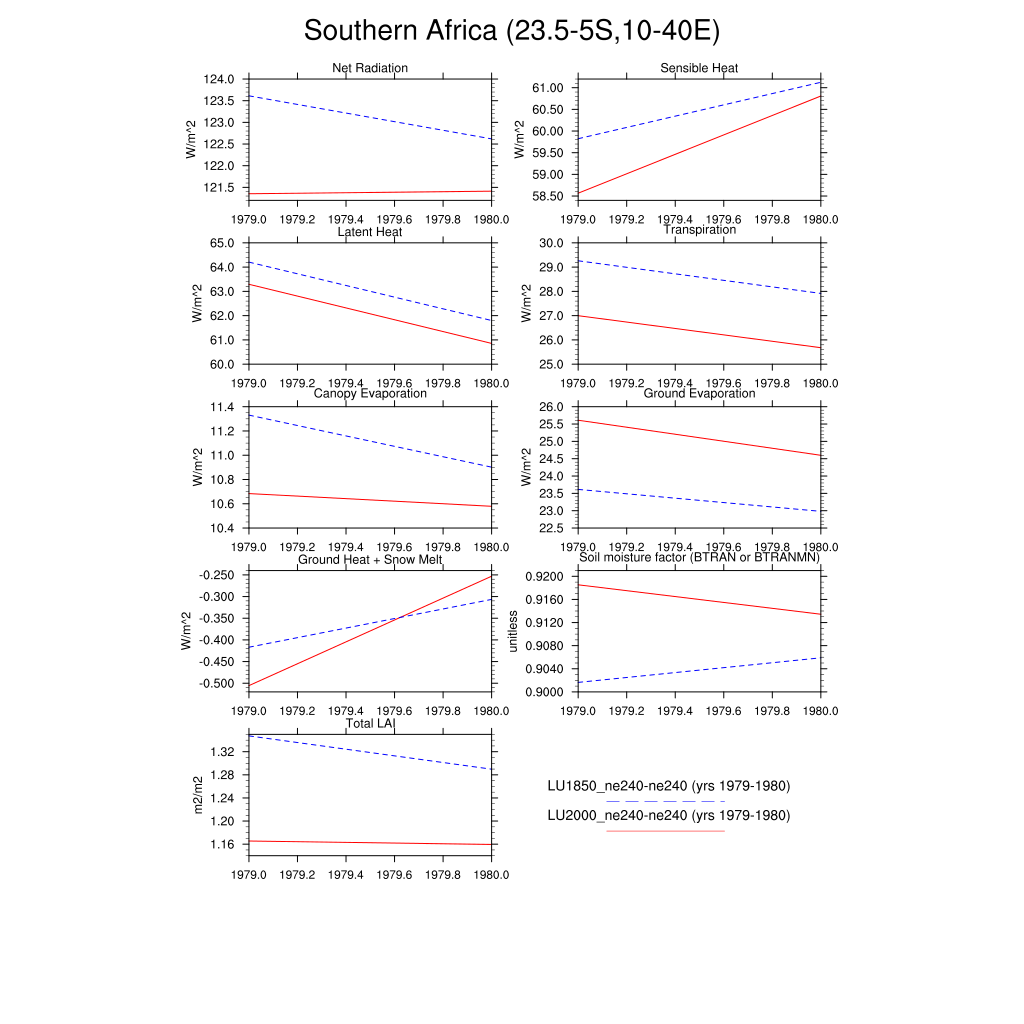 Southern Africa (23.5-5S,10-40E)
Net Radiation
W/m^2
124.0
123.5
123.0
122.5
122.0
121.5
1979.0 1979.2 1979.4 1979.6 1979.8 1980.0
Sensible Heat
W/m^2
61.00
60.50
60.00
59.50
59.00
58.50
1979.0 1979.2 1979.4 1979.6 1979.8 1980.0
Latent Heat
W/m^2
65.0
64.0
63.0
62.0
61.0
60.0
1979.0 1979.2 1979.4 1979.6 1979.8 1980.0
Transpiration
W/m^2
30.0
29.0
28.0
27.0
26.0
25.0
1979.0 1979.2 1979.4 1979.6 1979.8 1980.0
Canopy Evaporation
W/m^2
11.4
11.2
11.0
10.8
10.6
10.4
1979.0 1979.2 1979.4 1979.6 1979.8 1980.0
Ground Evaporation
W/m^2
26.0
25.5
25.0
24.5
24.0
23.5
23.0
22.5
1979.0 1979.2 1979.4 1979.6 1979.8 1980.0
Ground Heat + Snow Melt
W/m^2
-0.250
-0.300
-0.350
-0.400
-0.450
-0.500
1979.0 1979.2 1979.4 1979.6 1979.8 1980.0
Soil moisture factor (BTRAN or BTRANMN)
unitless
0.9200
0.9160
0.9120
0.9080
0.9040
0.9000
1979.0 1979.2 1979.4 1979.6 1979.8 1980.0
Total LAI
m2/m2
1.32
1.28
1.24
1.20
1.16
1979.0 1979.2 1979.4 1979.6 1979.8 1980.0
LU1850_ne240-ne240 (yrs 1979-1980)
LU2000_ne240-ne240 (yrs 1979-1980)